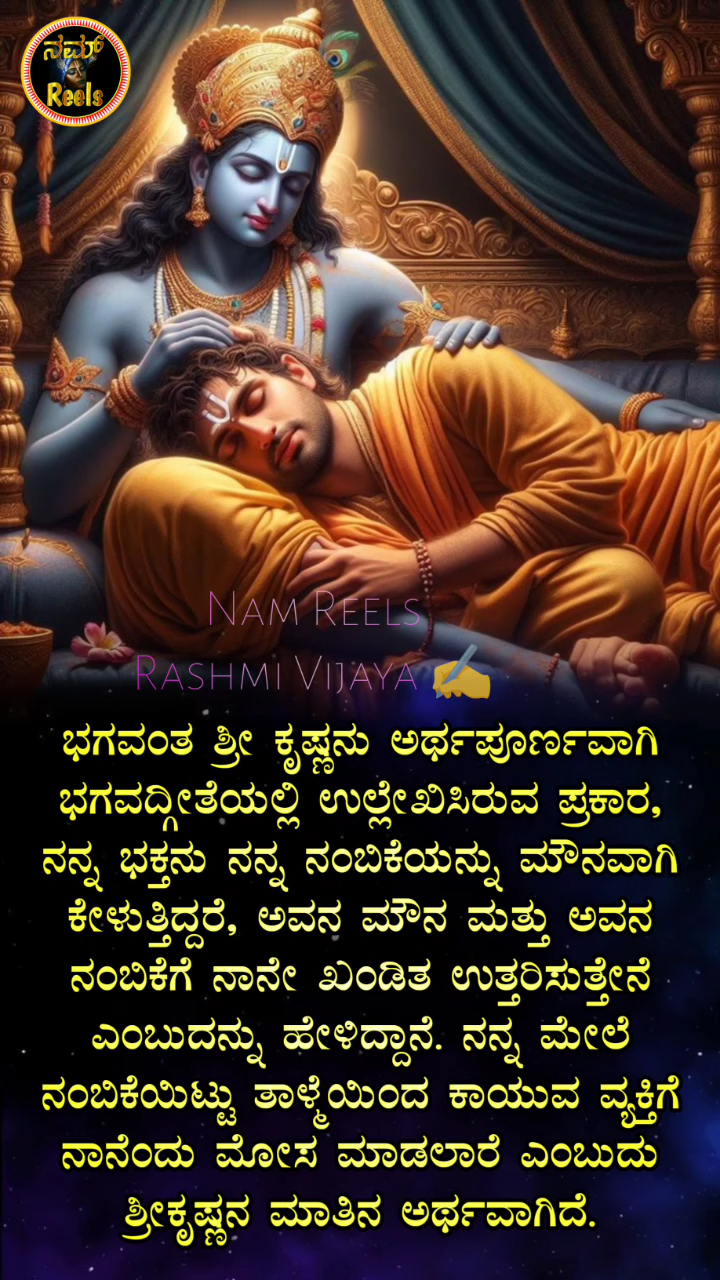 ನಮ್
Reels
NAM REELS
RASHMI VIJAYA
ಭಗವಂತ ಶ್ರೀ ಕೃಷ್ಣನು ಅರ್ಥಪೂರ್ಣವಾಗಿ
ಭಗವದ್ಗೀತೆಯಲ್ಲಿ ಉಲ್ಲೇಖಿಸಿರುವ ಪ್ರಕಾರ,
ನನ್ನ ಭಕ್ತನು ನನ್ನ ನಂಬಿಕೆಯನ್ನು ಮೌನವಾಗಿ
ಕೇಳುತ್ತಿದ್ದರೆ, ಅವನ ಮೌನ ಮತ್ತು ಅವನ
ನಂಬಿಕೆಗೆ ನಾನೇ ಖಂಡಿತ ಉತ್ತರಿಸುತ್ತೇನೆ
ಎಂಬುದನ್ನು ಹೇಳಿದ್ದಾನೆ. ನನ್ನ ಮೇಲೆ
ನಂಬಿಕೆಯಿಟ್ಟು ತಾಳ್ಮೆಯಿಂದ ಕಾಯುವ ವ್ಯಕ್ತಿಗೆ
ನಾನೆಂದು ಮೋಸ ಮಾಡಲಾರೆ ಎಂಬುದು
ಶ್ರೀಕೃಷ್ಣನ ಮಾತಿನ ಅರ್ಥವಾಗಿದೆ.